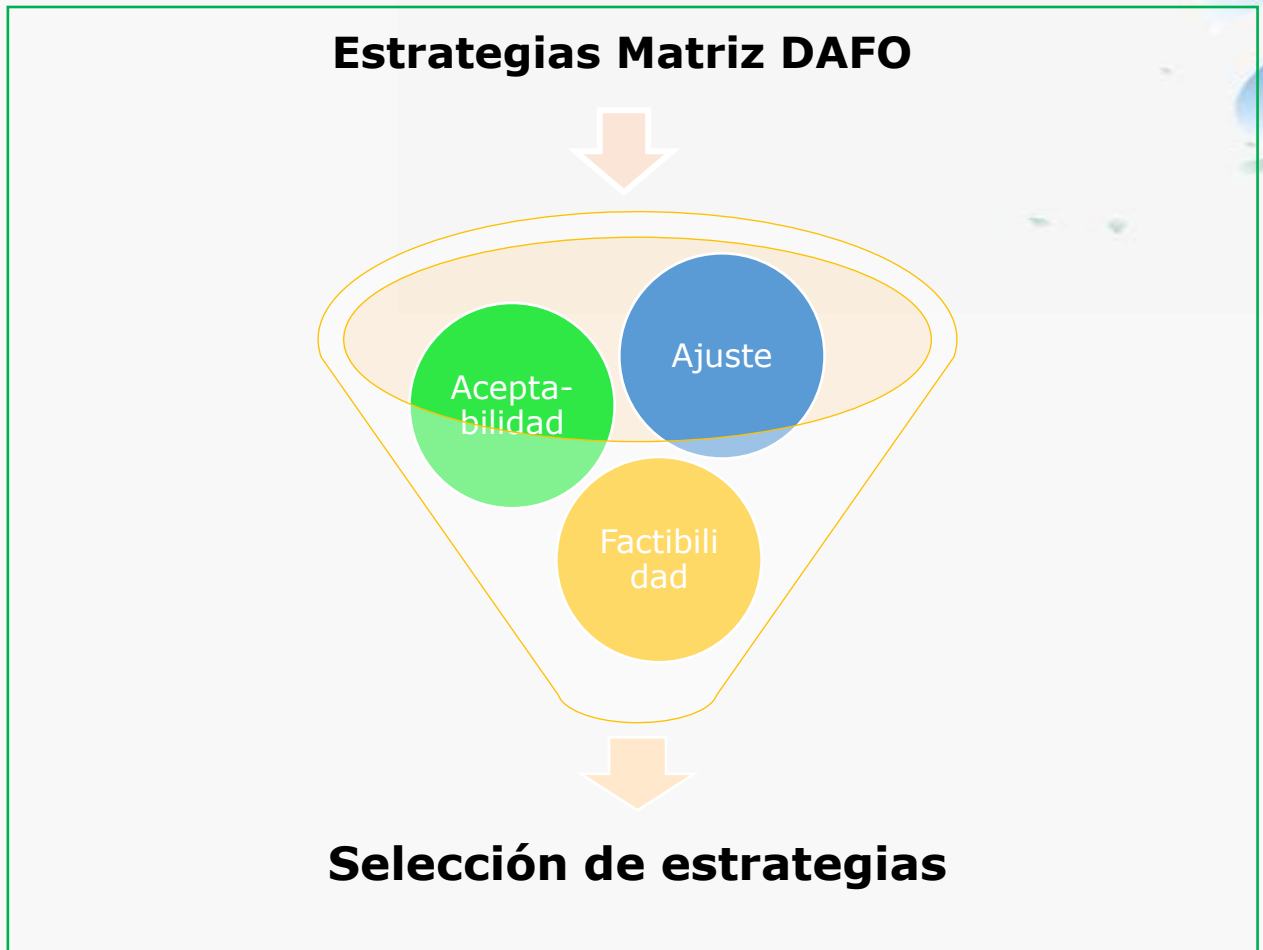 Estrategias Matriz DAFO
Ajuste
Acepta-
bilidad
Factibili
dad
Selección de estrategias